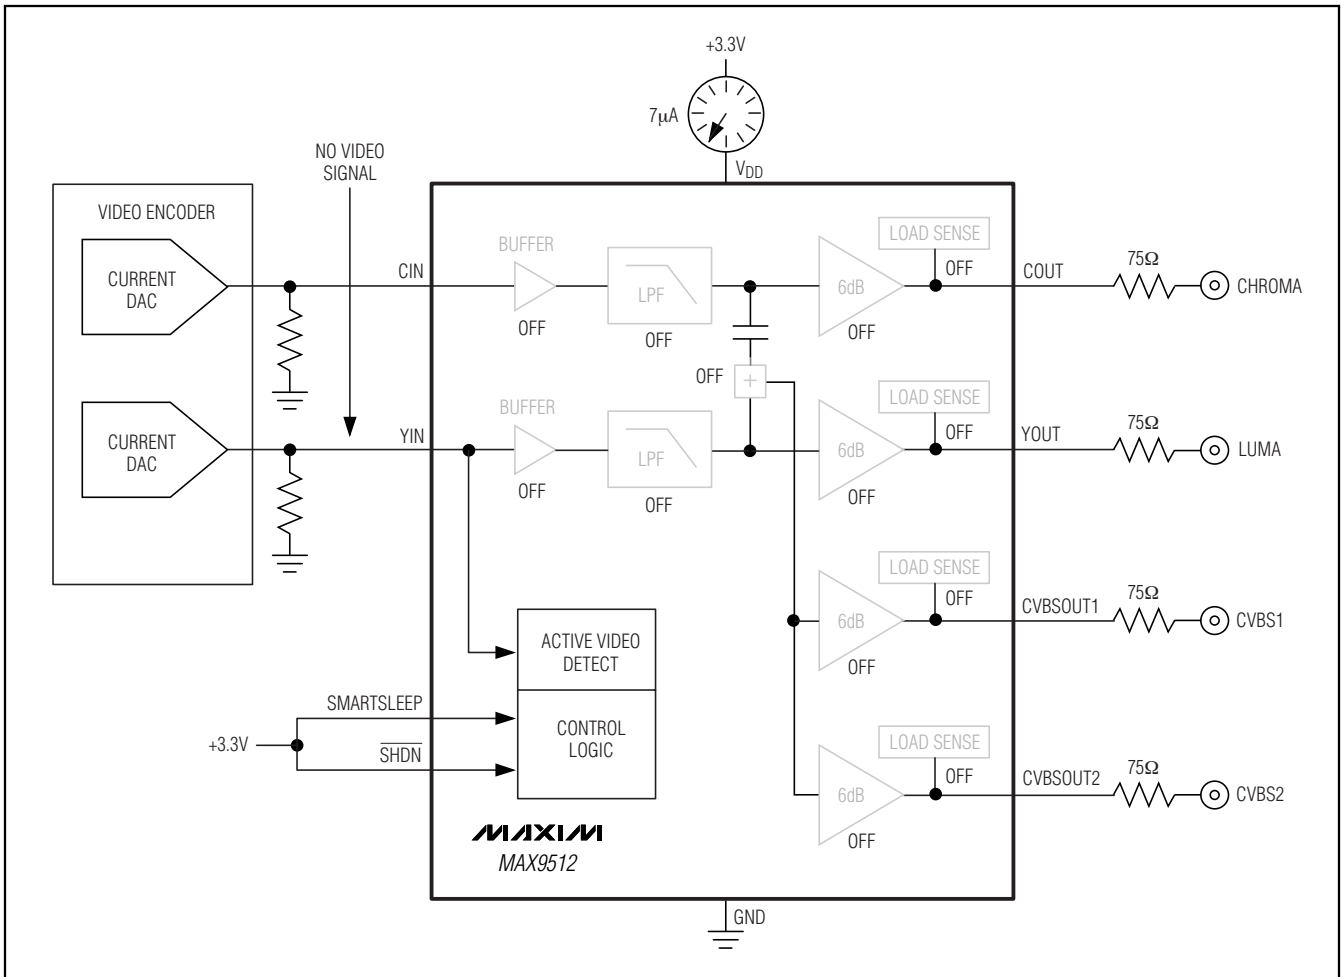 +3.3V
7µA
VDD
NO VIDEO
SIGNAL
VIDEO ENCODER
CURRENT
DAC
CIN
BUFFER
OFF
LPF
OFF
6dB
OFF
LOAD SENSE
OFF
COUT
75Ω
CHROMA
OFF
+
CURRENT
DAC
YIN
BUFFER
OFF
LPF
OFF
6dB
OFF
LOAD SENSE
OFF
YOUT
75Ω
LUMA
ACTIVE VIDEO
DETECT
CONTROL
LOGIC
SMARTSLEEP
+3.3V
SHDN
6dB
OFF
LOAD SENSE
OFF
CVBSOUT1
75Ω
CVBS1
6dB
OFF
LOAD SENSE
OFF
CVBSOUT2
75Ω
CVBS2
MAXIM
MAX9512
GND